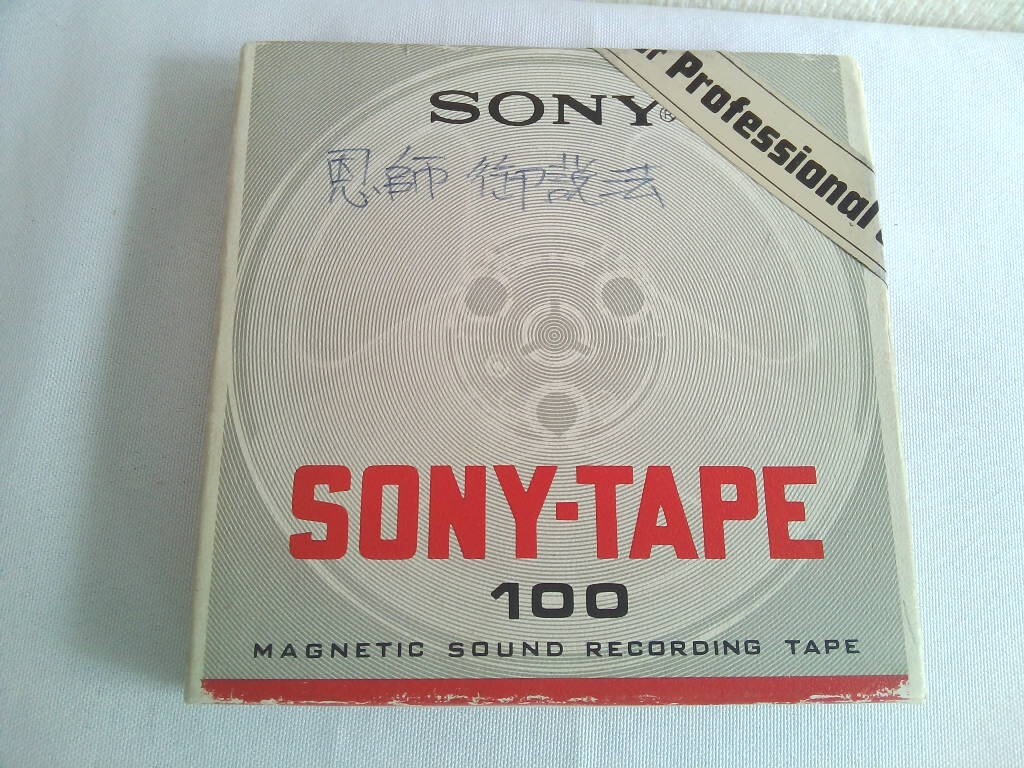 SONY®
r Professional
恩師 御説法
SONY-TAPE
100
MAGNETIC SOUND RECORDING TAPE